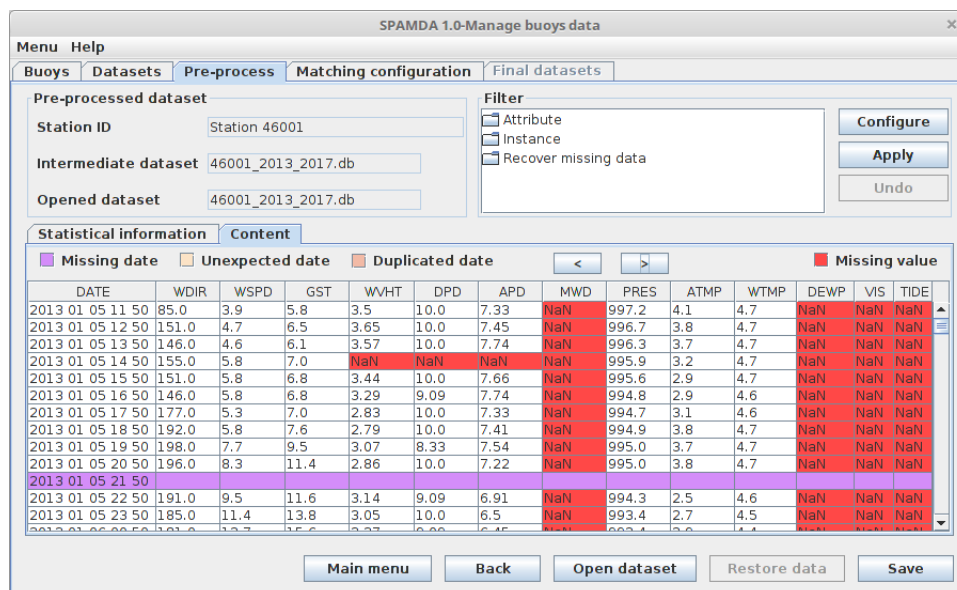 SPAMDA 1.0-Manage buoys data ×
Menu Help
Buoys Datasets Pre-process Matching configuration Final datasets
Pre-processed dataset
Station ID Station 46001
Intermediate dataset 46001_2013_2017.db
Opened dataset 46001_2013_2017.db
Filter
Attribute
Instance
Recover missing data
Configure
Apply
Undo
Statistical information Content
Missing date Unexpected date Duplicated date < > Missing value
DATE WDIR WSPD GST WVHT DPD APD MWD PRES ATMP WTMP DEWP VIS TIDE
2013 01 05 11 50 85.0 3.9 5.8 3.5 10.0 7.33 NaN 997.2 4.1 4.7 NaN NaN NaN
2013 01 05 12 50 151.0 4.7 6.5 3.65 10.0 7.45 NaN 996.7 3.8 4.7 NaN NaN NaN
2013 01 05 13 50 146.0 4.6 6.1 3.57 10.0 7.74 NaN 996.3 3.7 4.7 NaN NaN NaN
2013 01 05 14 50 155.0 5.8 7.0 NaN NaN NaN NaN 995.9 3.2 4.7 NaN NaN NaN
2013 01 05 15 50 151.0 5.8 6.8 3.44 10.0 7.66 NaN 995.6 2.9 4.7 NaN NaN NaN
2013 01 05 16 50 146.0 5.8 6.8 3.29 9.09 7.74 NaN 994.8 2.9 4.6 NaN NaN NaN
2013 01 05 17 50 177.0 5.3 7.0 2.83 10.0 7.33 NaN 994.7 3.1 4.6 NaN NaN NaN
2013 01 05 18 50 192.0 5.8 7.6 2.79 10.0 7.41 NaN 994.9 3.8 4.7 NaN NaN NaN
2013 01 05 19 50 198.0 7.7 9.5 3.07 8.33 7.54 NaN 995.0 3.7 4.7 NaN NaN NaN
2013 01 05 20 50 196.0 8.3 11.4 2.86 10.0 7.22 NaN 995.0 3.8 4.7 NaN NaN NaN
2013 01 05 21 50
2013 01 05 22 50 191.0 9.5 11.6 3.14 9.09 6.91 NaN 994.3 2.5 4.6 NaN NaN NaN
2013 01 05 23 50 185.0 11.4 13.8 3.05 10.0 6.5 NaN 993.4 2.7 4.5 NaN NaN NaN
Main menu Back Open dataset Restore data Save